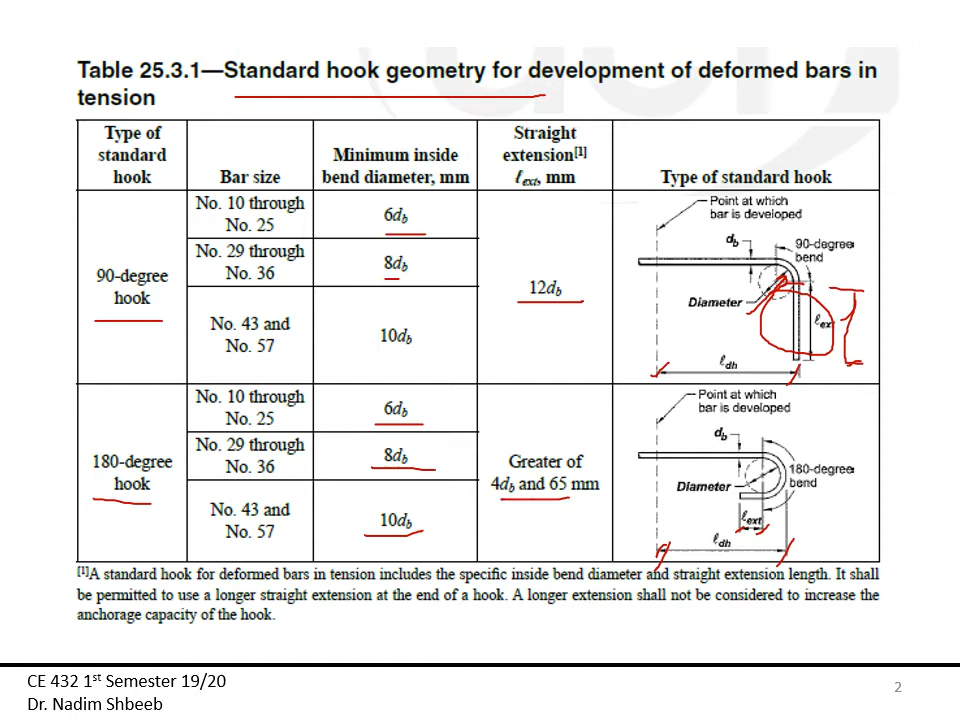 Table 25.3.1—Standard hook geometry for development of deformed bars in
tension
Type of
standard
hook
Bar size
Minimum inside
bend diameter, mm
Straight
extension[1]
ℓext, mm
Type of standard hook
90-degree
hook
No. 10 through
No. 25
6db
No. 29 through
No. 36
8db
No. 43 and
No. 57
10db
12db
Point at which
bar is developed
db
90-degree
bend
Diameter
ℓext
ℓdh
180-degree
hook
No. 10 through
No. 25
6db
No. 29 through
No. 36
8db
No. 43 and
No. 57
10db
Greater of
4db and 65 mm
Point at which
bar is developed
db
180-degree
bend
Diameter
ℓext
ℓdh
[1]A standard hook for deformed bars in tension includes the specific inside bend diameter and straight extension length. It shall
be permitted to use a longer straight extension at the end of a hook. A longer extension shall not be considered to increase the
anchorage capacity of the hook.
CE 432 1st Semester 19/20
Dr. Nadim Shbeeb
2